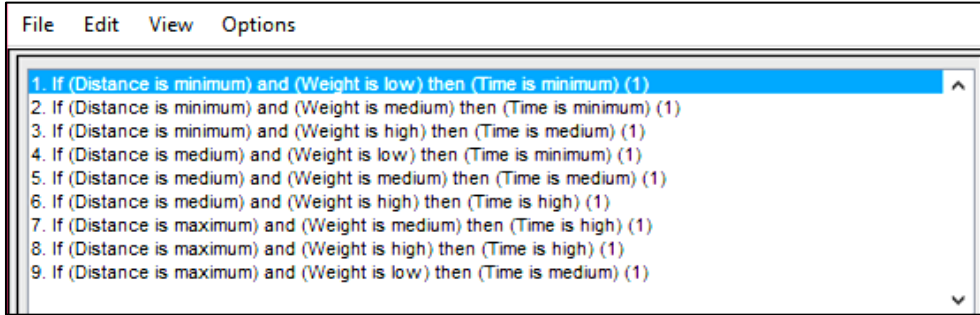 File Edit View Options
1. If (Distance is minimum) and (Weight is low) then (Time is minimum) (1)
2. If (Distance is minimum) and (Weight is medium) then (Time is minimum) (1)
3. If (Distance is minimum) and (Weight is high) then (Time is medium) (1)
4. If (Distance is medium) and (Weight is low) then (Time is minimum) (1)
5. If (Distance is medium) and (Weight is medium) then (Time is medium) (1)
6. If (Distance is medium) and (Weight is high) then (Time is high) (1)
7. If (Distance is maximum) and (Weight is medium) then (Time is high) (1)
8. If (Distance is maximum) and (Weight is high) then (Time is high) (1)
9. If (Distance is maximum) and (Weight is low) then (Time is medium) (1)